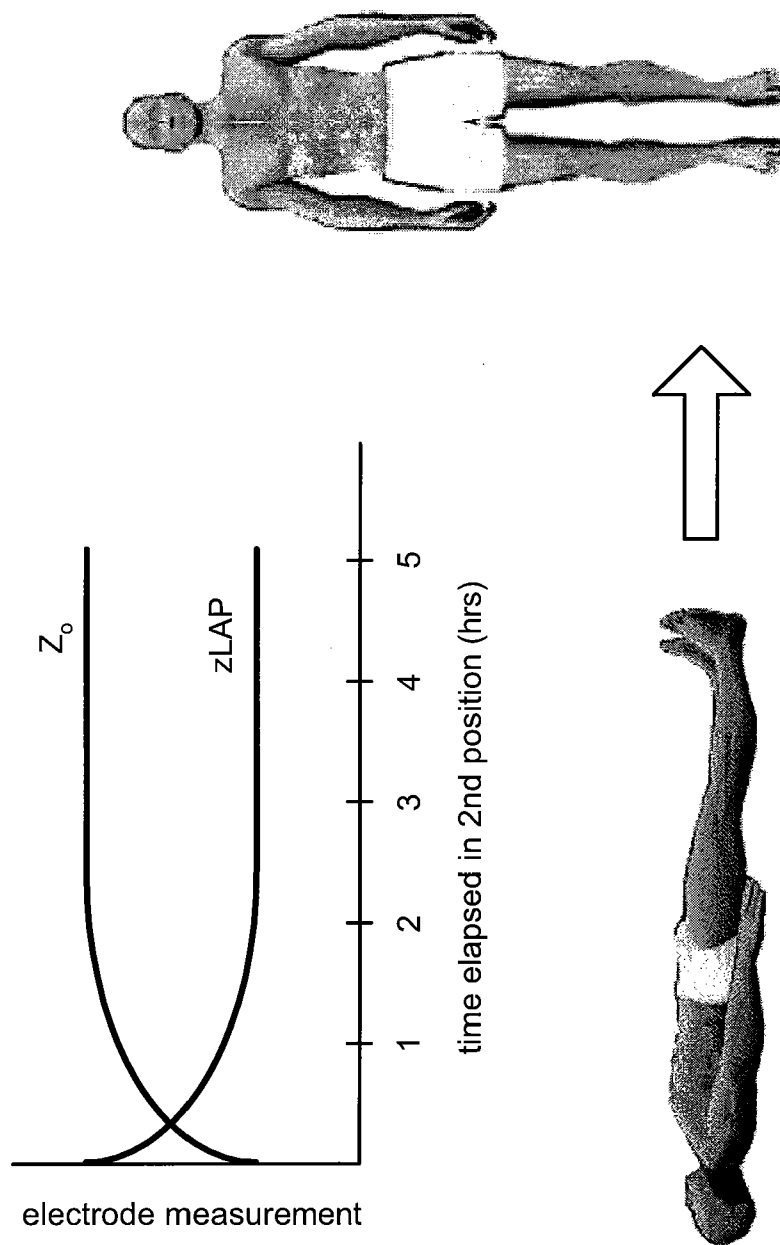 electrode measurement
Z₀
zLAP
1 2 3 4 5
time elapsed in 2nd position (hrs)